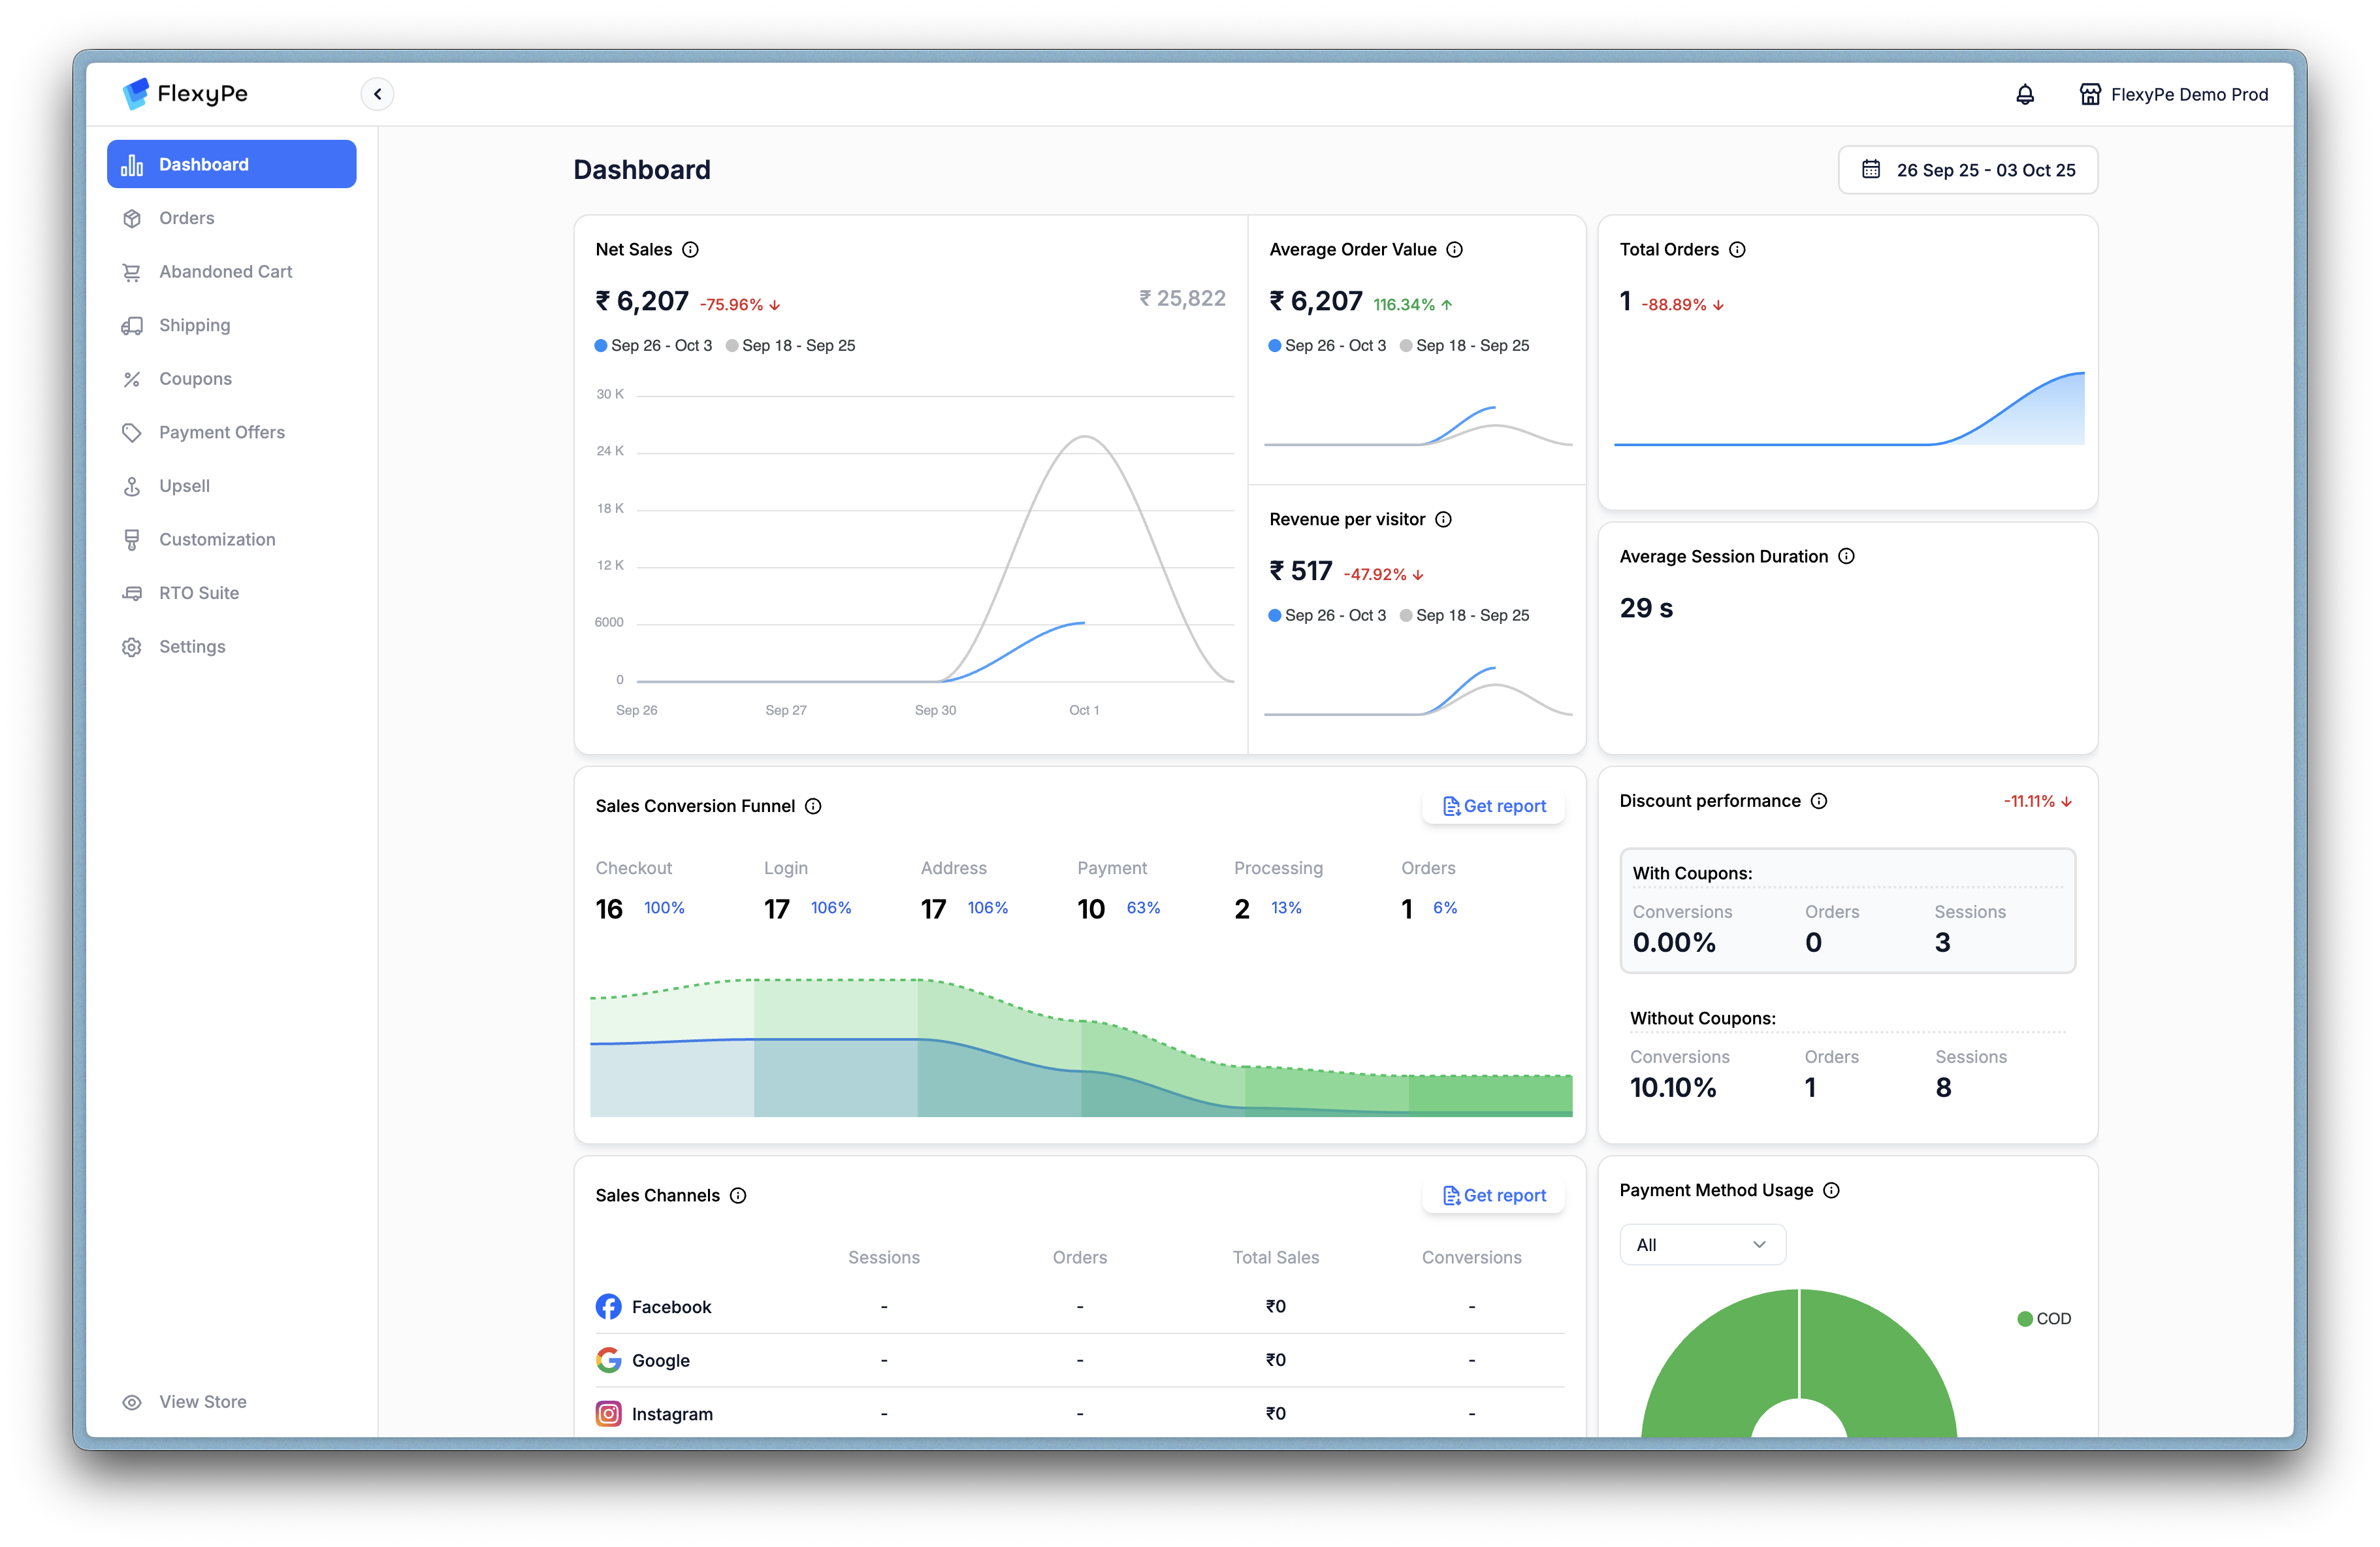 FlexyPe
FlexyPe Demo Prod
Dashboard
Orders
Abandoned Cart
Shipping
Coupons
Payment Offers
Upsell
Customization
RTO Suite
Settings
View Store
Dashboard
26 Sep 25 - 03 Oct 25
Net Sales
₹ 6,207 -75.96% ↓ ₹ 25,822
Sep 26 - Oct 3 Sep 18 - Sep 25
30 K
24 K
18 K
12 K
6000
0
Sep 26 Sep 27 Sep 30 Oct 1
Average Order Value
₹ 6,207 116.34% ↑
Sep 26 - Oct 3 Sep 18 - Sep 25
Revenue per visitor
₹ 517 -47.92% ↓
Sep 26 - Oct 3 Sep 18 - Sep 25
Total Orders
1 -88.89% ↓
Average Session Duration
29 s
Sales Conversion Funnel Get report
Checkout Login Address Payment Processing Orders
16 100% 17 106% 17 106% 10 63% 2 13% 1 6%
Discount performance -11.11% ↓
With Coupons:
Conversions Orders Sessions
0.00% 0 3
Without Coupons:
Conversions Orders Sessions
10.10% 1 8
Sales Channels Get report
Sessions Orders Total Sales Conversions
Facebook - - ₹0 -
Google - - ₹0 -
Instagram - - ₹0 -
Payment Method Usage
All
COD